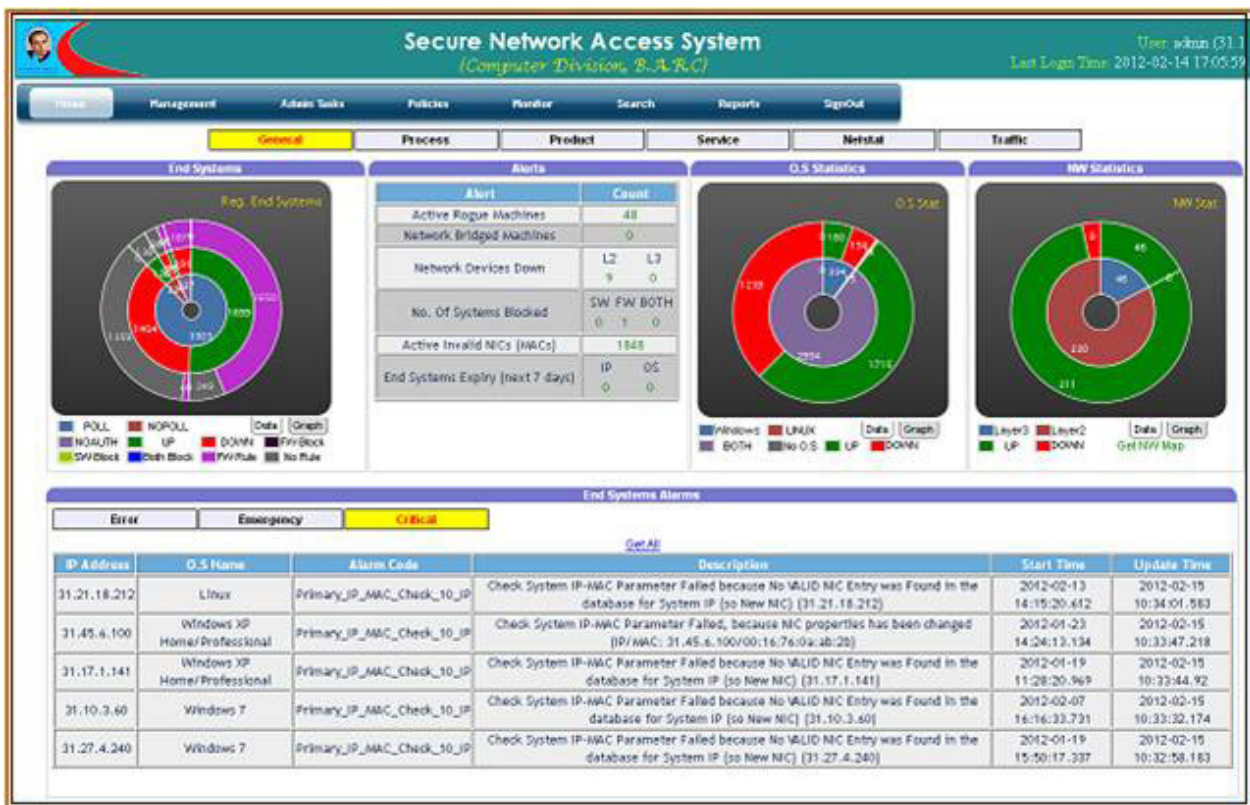 Secure Network Access System
(Computer Division, B.A.R.C)
User: admin (31.1
Last Login Time: 2012-02-14 17:05:59
Home Management Admin Tasks Policies Monitor Search Reports SignOut
General Process Product Service Netstat Traffic
End Systems
Reg. End Systems
POLL NOPOLL
NOAUTH UP DOWN FW-Block
SW-Block Both Block FW-Rule No Rule
Data Graph
Alerts
Alert Count
Active Rogue Machines 48
Network Bridged Machines 0
Network Devices Down L2 L3
9 0
No. Of Systems Blocked SW FW BOTH
0 1 0
Active Invalid NICs (MACs) 1848
End Systems Expiry (next 7 days) IP OS
0 0
O.S Statistics
O.S Stat
1239
1715
Windows LINUX
BOTH No O.S UP DOWN
Data Graph
NW Statistics
NW Stat
46
46
220
211
Layer3 Layer2
UP DOWN
Data Graph
Get NW Map
End Systems Alarms
Error Emergency Critical
Get All
IP Address O.S Name Alarm Code Description Start Time Update Time
31.21.18.212 Linux Primary_IP_MAC_Check_10_IP Check System IP-MAC Parameter Failed because No VALID NIC Entry was Found in the database for System IP (so New NIC) (31.21.18.212) 2012-02-13 14:15:20.612 2012-02-15 10:34:01.583
31.45.6.100 Windows XP Home/Professional Primary_IP_MAC_Check_10_IP Check System IP-MAC Parameter Failed, because NIC properties has been changed (IP/MAC: 31.45.6.100/00:16:76:0a:ab:2b) 2012-01-23 14:24:13.134 2012-02-15 10:33:47.218
31.17.1.141 Windows XP Home/Professional Primary_IP_MAC_Check_10_IP Check System IP-MAC Parameter Failed because No VALID NIC Entry was Found in the database for System IP (so New NIC) (31.17.1.141) 2012-01-19 11:28:20.969 2012-02-15 10:33:44.92
31.10.3.60 Windows 7 Primary_IP_MAC_Check_10_IP Check System IP-MAC Parameter Failed because No VALID NIC Entry was Found in the database for System IP (so New NIC) (31.10.3.60) 2012-02-07 16:16:33.731 2012-02-15 10:33:32.174
31.27.4.240 Windows 7 Primary_IP_MAC_Check_10_IP Check System IP-MAC Parameter Failed because No VALID NIC Entry was Found in the database for System IP (so New NIC) (31.27.4.240) 2012-01-19 15:50:17.337 2012-02-15 10:32:58.183